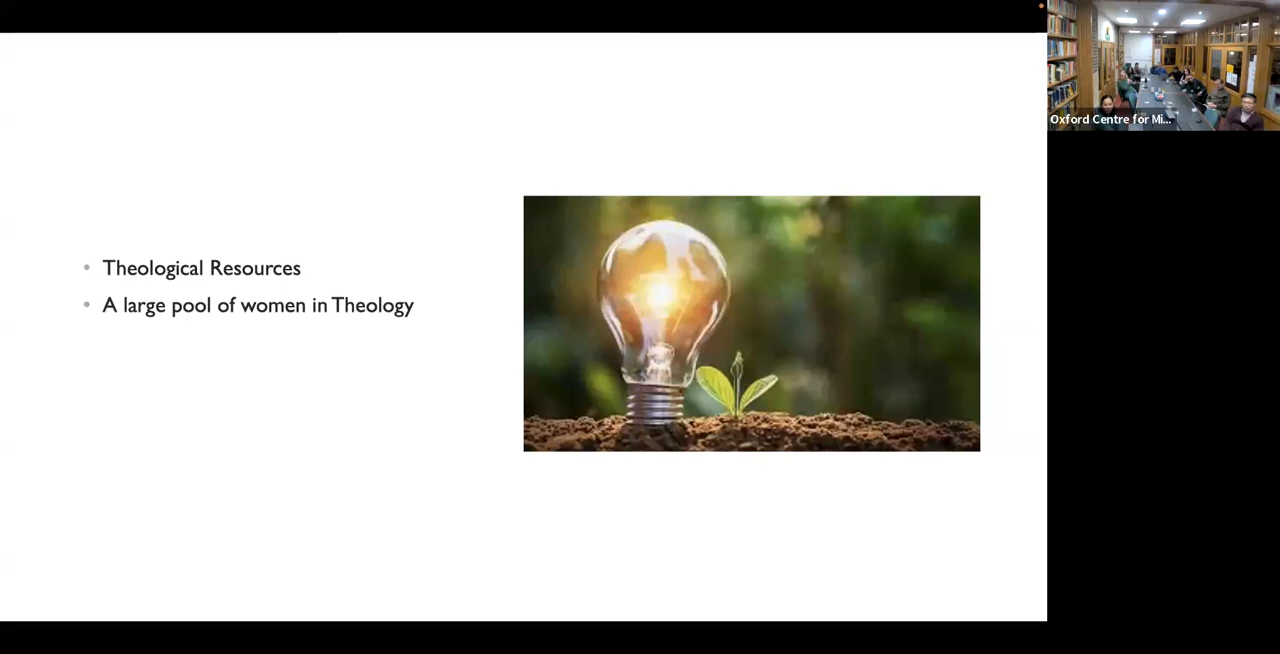 Theological Resources
A large pool of women in Theology
Oxford Centre for Mi...